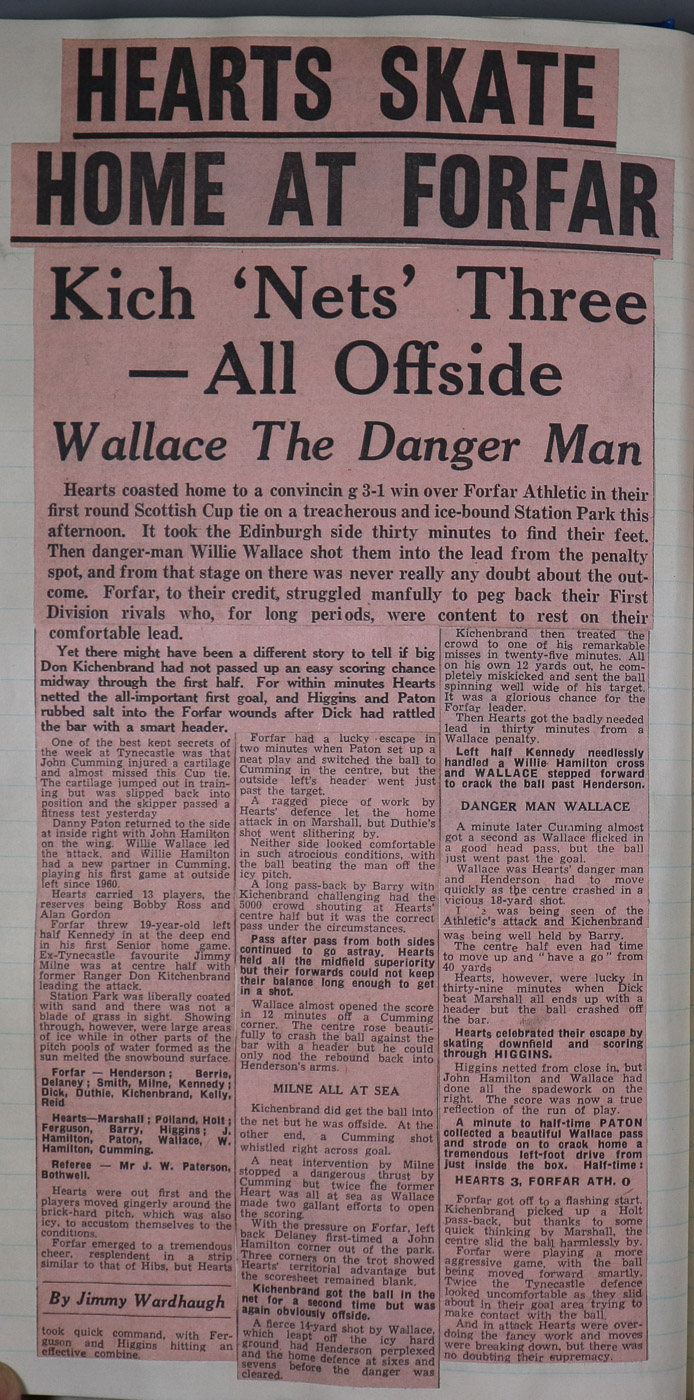 HEARTS SKATE
HOME AT FORFAR
Kich ‘Nets’ Three
— All Offside
Wallace The Danger Man
Hearts coasted home to a convincin g 3-1 win over Forfar Athletic in their
first round Scottish Cup tie on a treacherous and ice-bound Station Park this
afternoon. It took the Edinburgh side thirty minutes to find their feet.
Then danger-man Willie Wallace shot them into the lead from the penalty
spot, and from that stage on there was never really any doubt about the out-
come. Forfar, to their credit, struggled manfully to peg back their First
Division rivals who, for long periods, were content to rest on their
comfortable lead.
Yet there might have been a different story to tell if big
Don Kichenbrand had not passed up an easy scoring chance
midway through the first half. For within minutes Hearts
netted the all-important first goal, and Higgins and Paton
rubbed salt into the Forfar wounds after Dick had rattled
the bar with a smart header.
One of the best kept secrets of
the week at Tynecastle was that
John Cumming injured a cartilage
and almost missed this Cup tie.
The cartilage jumped out in train-
ing but was slipped back into
position and the skipper passed a
fitness test yesterday
Danny Paton returned to the side
at inside right with John Hamilton
on the wing. Willie Wallace led
the attack, and Willie Hamilton
had a new partner in Cumming,
playing his first game at outside
left since 1960.
Hearts carried 13 players, the
reserves being Bobby Ross and
Alan Gordon
Forfar threw 19-year-old left
half Kennedy in at the deep end
in his first Senior home game.
Ex-Tynecastle favourite Jimmy
Milne was at centre half with
former Ranger Don Kitchenbrand
leading the attack.
Station Park was liberally coated
with sand and there was not a
blade of grass in sight. Showing
through, however, were large areas
of ice while in other parts of the
pitch pools of water formed as the
sun melted the snowbound surface.
Forfar — Henderson; Berrie,
Delaney; Smith, Milne, Kennedy;
Dick, Duthie, Kichenbrand, Kelly,
Reid
Hearts—Marshall; Polland, Holt;
Ferguson, Barry, Higgins; J.
Hamilton, Paton, Wallace, W.
Hamilton, Cumming.
Referee — Mr J. W. Paterson,
Bothwell.
Hearts were out first and the
players moved gingerly around the
brick-hard pitch, which was also
icy, to accustom themselves to the
conditions.
Forfar emerged to a tremendous
cheer, resplendent in a strip
similar to that of Hibs, but Hearts
By Jimmy Wardhaugh
took quick command, with Fer-
guson and Higgins hitting an
effective combine.
Forfar had a lucky escape in
two minutes when Paton set up a
neat play and switched the ball to
Cumming in the centre, but the
outside left's header went just
past the target.
A ragged piece of work by
Hearts' defence let the home
attack in on Marshall, but Duthie's
shot went slithering by.
Neither side looked comfortable
in such atrocious conditions, with
the ball beating the man off the
icy pitch.
A long pass-back by Barry with
Kichenbrand challenging had the
5000 crowd shouting at Hearts'
centre half but it was the correct
pass under the circumstances.
Pass after pass from both sides
continued to go astray. Hearts
held all the midfield superiority
but their forwards could not keep
their balance long enough to get
in a shot.
Wallace almost opened the score
in 12 minutes off a Cumming
corner. The centre rose beauti-
fully to crash the ball against the
bar with a header but he could
only nod the rebound back into
Henderson's arms.
MILNE ALL AT SEA
Kichenbrand did get the ball into
the net but he was offside. At the
other end, a Cumming shot
whistled right across goal.
A neat intervention by Milne
stopped a dangerous thrust by
Cumming but twice the former
Heart was all at sea as Wallace
made two gallant efforts to open
the scoring.
With the pressure on Forfar, left
back Delaney first-timed a John
Hamilton corner out of the park.
Three corners on the trot showed
Hearts' territorial advantage but
the scoresheet remained blank.
Kichenbrand got the ball in the
net for a second time but was
again obviously offside.
A fierce 14-yard shot by Wallace,
which leapt off the icy hard
ground had Henderson perplexed
and the home defence at sixes and
sevens before the danger was
cleared.
Kichenbrand then treated the
crowd to one of his remarkable
misses in twenty-five minutes. All
on his own 12 yards out, he com-
pletely miskicked and sent the ball
spinning well wide of his target.
It was a glorious chance for the
Forfar leader.
Then Hearts got the badly needed
lead in thirty minutes from a
Wallace penalty.
Left half Kennedy needlessly
handled a Willie Hamilton cross
and WALLACE stepped forward
to crack the ball past Henderson.
DANGER MAN WALLACE
A minute later Cumming almost
got a second as Wallace flicked in
a good head pass, but the ball
just went past the goal.
Wallace was Hearts' danger man
and Henderson had to move
quickly as the centre crashed in a
vicious 18-yard shot.
was being seen of the
Athletic's attack and Kichenbrand
was being well held by Barry.
The centre half even had time
to move up and “have a go” from
40 yards
Hearts, however, were lucky in
thirty-nine minutes when Dick
beat Marshall all ends up with a
header but the ball crashed off
the bar.
Hearts celebrated their escape by
skating downfield and scoring
through HIGGINS.
Higgins netted from close in, but
John Hamilton and Wallace had
done all the spadework on the
right. The score was now a true
reflection of the run of play.
A minute to half-time PATON
collected a beautiful Wallace pass
and strode on to crack home a
tremendous left-foot drive from
just inside the box. Half-time:
HEARTS 3, FORFAR ATH. 0
Forfar got off to a flashing start.
Kichenbrand picked up a Holt
pass-back, but thanks to some
quick thinking by Marshall, the
centre slid the ball harmlessly by.
Forfar were playing a more
aggressive game, with the ball
being moved forward smartly.
Twice the Tynecastle defence
looked uncomfortable as they slid
about in their goal area trying to
make contact with the ball.
And in attack Hearts were over-
doing the fancy work and moves
were breaking down, but there was
no doubting their supremacy.